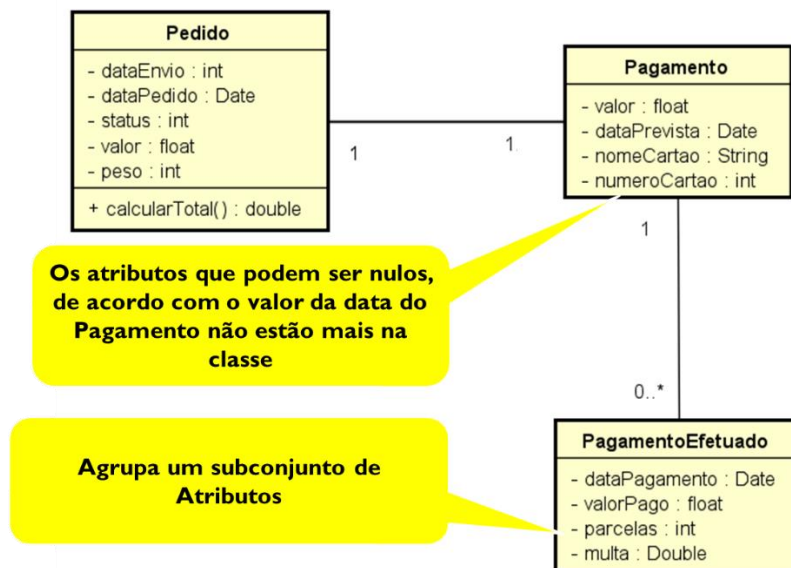 Pedido
- dataEnvio : int
- dataPedido : Date
- status : int
- valor : float
- peso : int
+ calcularTotal() : double
1
1
Pagamento
- valor : float
- dataPrevista : Date
- nomeCartao : String
- numeroCartao : int
1
Os atributos que podem ser nulos,
de acordo com o valor da data do
Pagamento não estão mais na
classe
0..*
Agrupa um subconjunto de
Atributos
PagamentoEfetuado
- dataPagamento : Date
- valorPago : float
- parcelas : int
- multa : Double